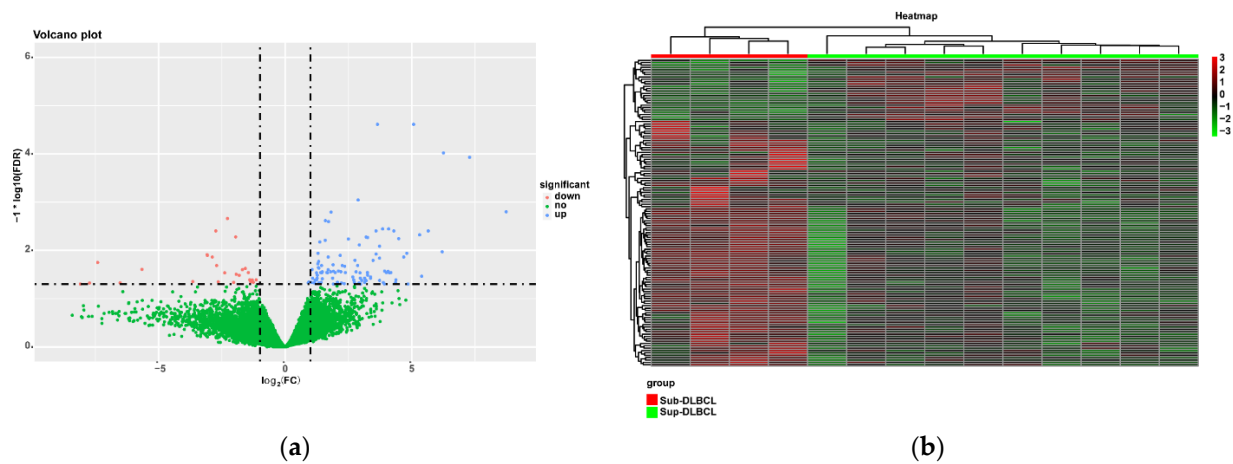 Volcano plot
6
4
2
0
-1 * log10(FDR)
−5
0
5
log2(FC)
significant
down
no
up
(a)
Heatmap
3
2
1
0
−1
−2
−3
group
Sub-DLBCL
Sup-DLBCL
(b)